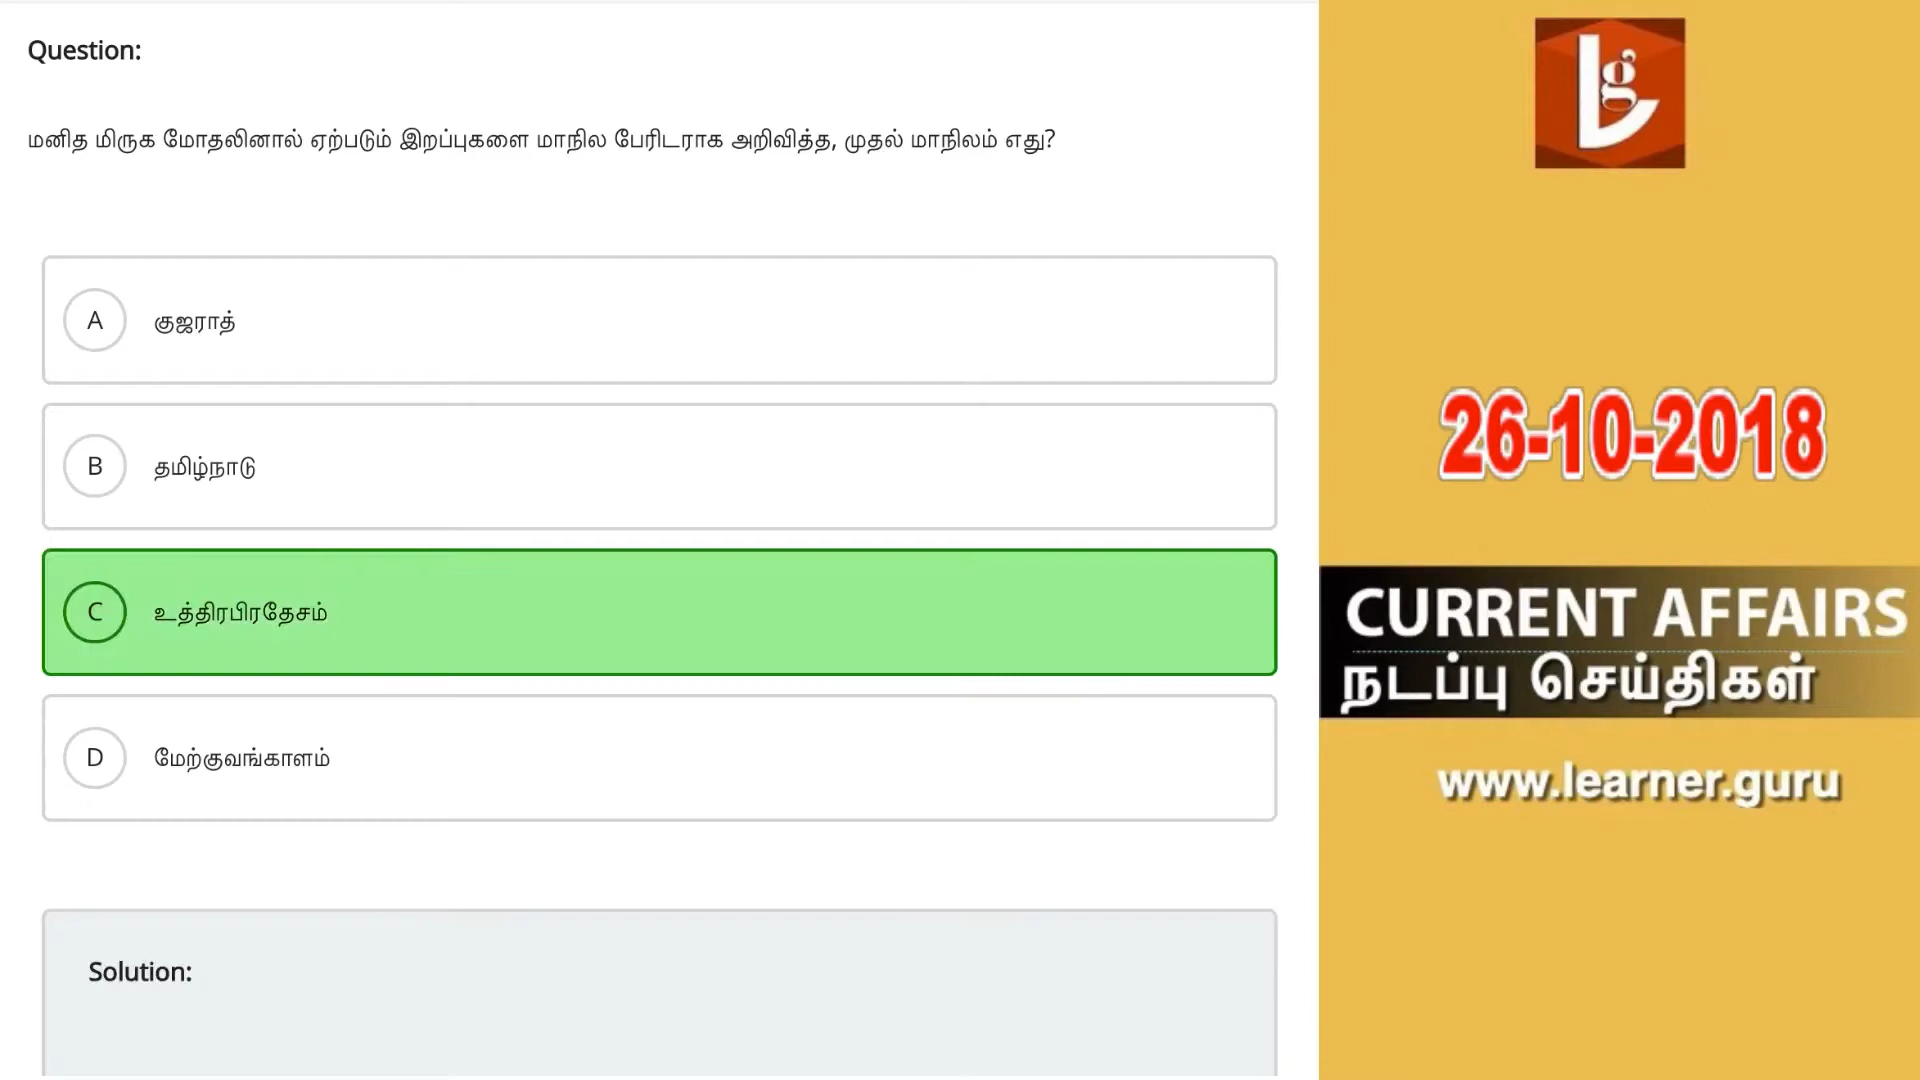 Question:
மனித மிருக மோதலினால் ஏற்படும் இறப்புகளை மாநில பேரிடராக அறிவித்த, முதல் மாநிலம் எது?
A குஜராத்
B தமிழ்நாடு
C உத்திரபிரதேசம்
D மேற்குவங்காளம்
Solution:
Lg
26-10-2018
CURRENT AFFAIRS
நடப்பு செய்திகள்
www.learner.guru